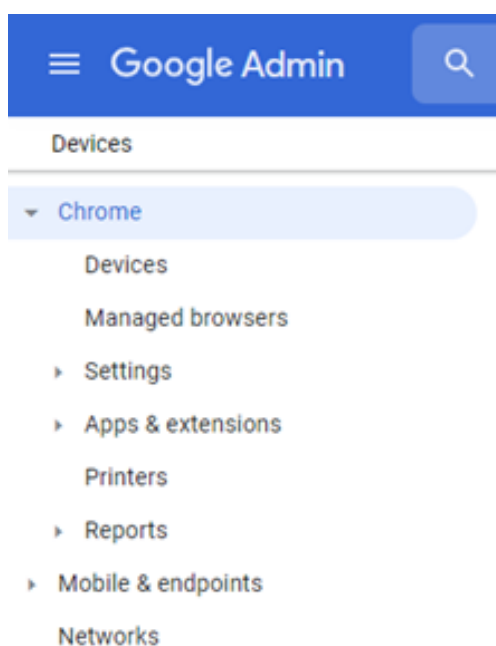 Google Admin
Devices
Chrome
Devices
Managed browsers
Settings
Apps & extensions
Printers
Reports
Mobile & endpoints
Networks